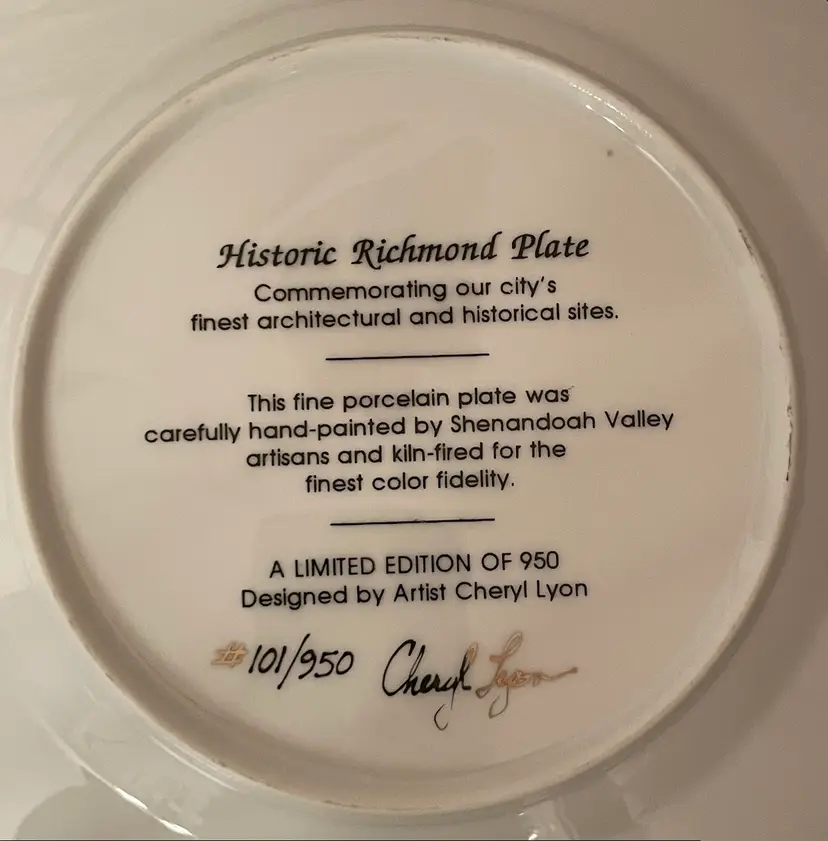 Historic Richmond Plate
Commemorating our city's
finest architectural and historical sites.
This fine porcelain plate was
carefully hand-painted by Shenandoah Valley
artisans and kiln-fired for the
finest color fidelity.
A LIMITED EDITION OF 950
Designed by Artist Cheryl Lyon
#101/950 Cheryl Lyon